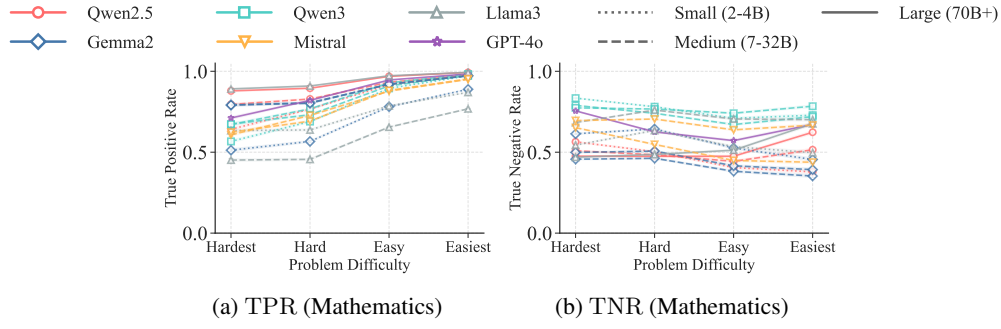 Qwen2.5 Qwen3 Llama3 Small (2-4B) Large (70B+)
Gemma2 Mistral GPT-4o Medium (7-32B)
True Positive Rate
1.0
0.5
0.0
Hardest Hard Easy Easiest
Problem Difficulty
(a) TPR (Mathematics)
True Negative Rate
1.0
0.5
0.0
Hardest Hard Easy Easiest
Problem Difficulty
(b) TNR (Mathematics)